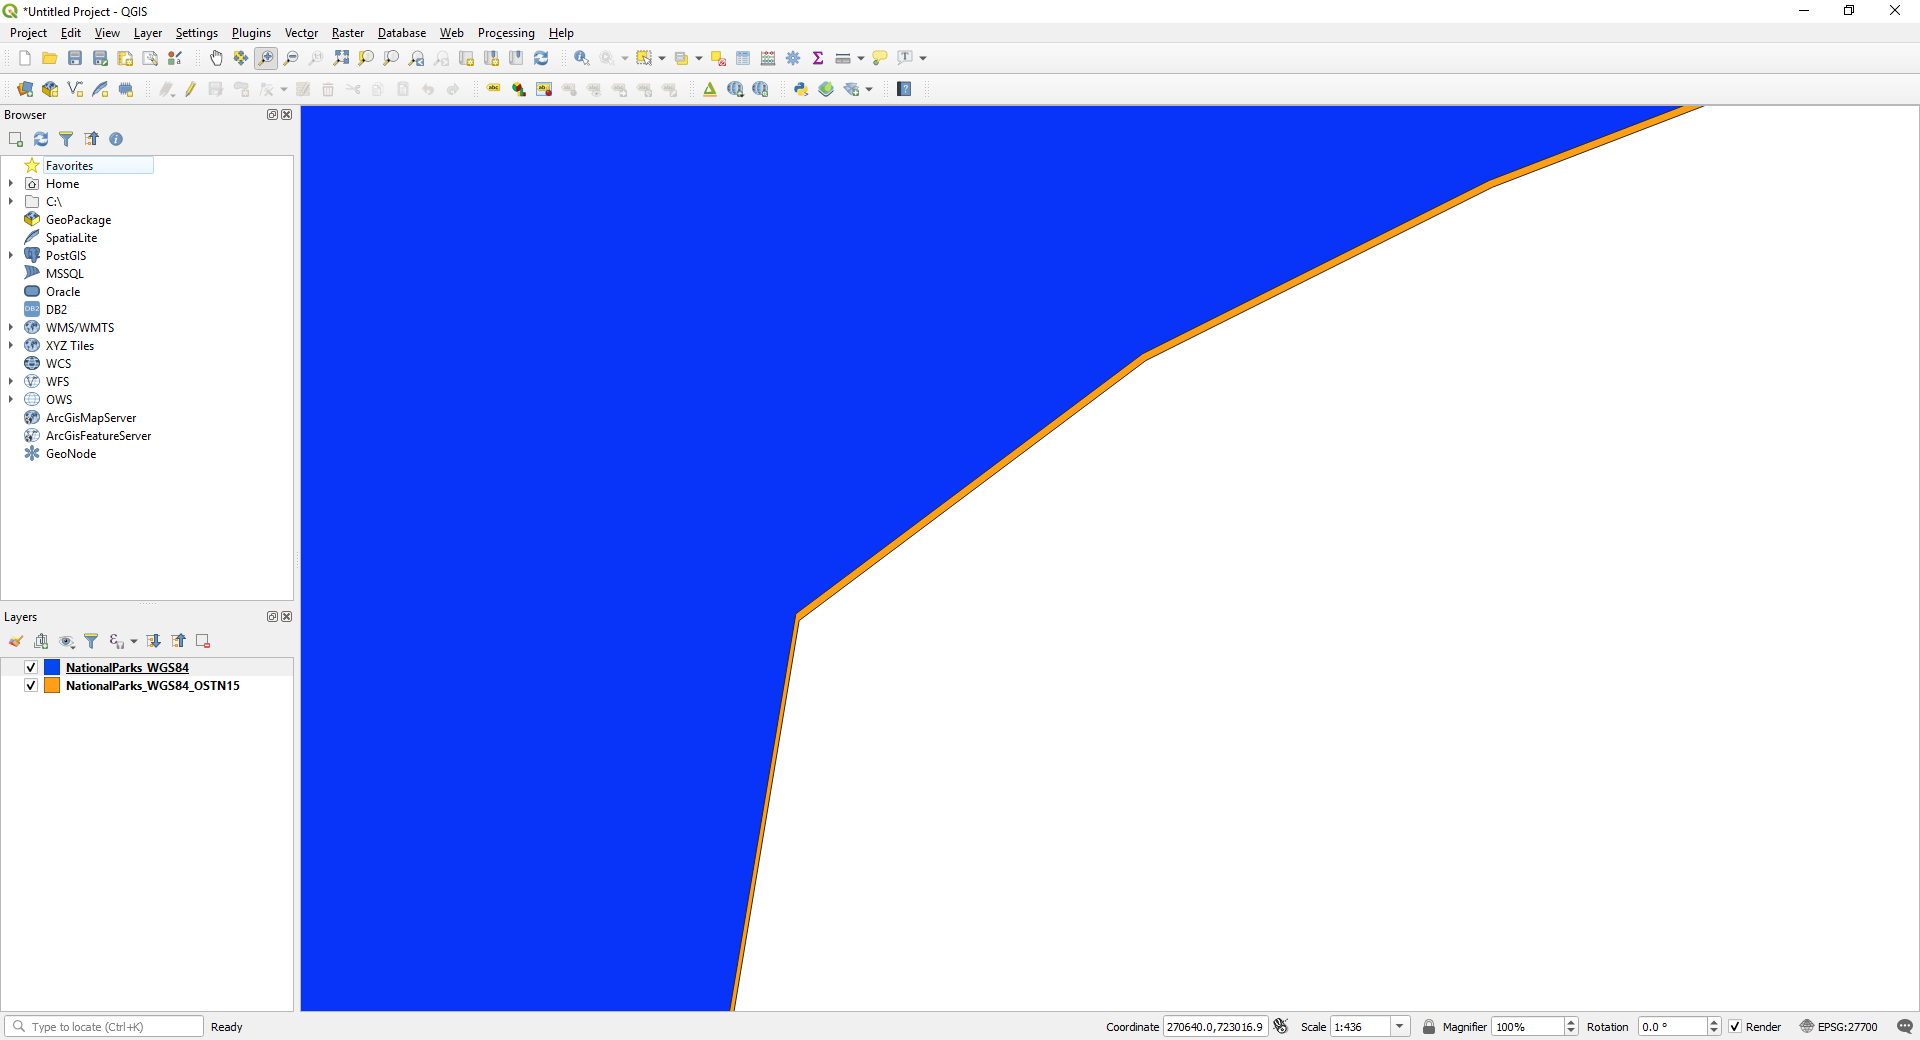 *Untitled Project - QGIS
Project Edit View Layer Settings Plugins Vector Raster Database Web Processing Help
Browser
Favorites
Home
C:\
GeoPackage
SpatiaLite
PostGIS
MSSQL
Oracle
DB2
DB2
WMS/WMTS
XYZ Tiles
WCS
WFS
OWS
ArcGisMapServer
ArcGisFeatureServer
GeoNode
Layers
NationalParks_WGS84
NationalParks_WGS84_OSTN15
Type to locate (Ctrl+K) Ready Coordinate 270640.0,723016.9 Scale 1:436 Magnifier 100% Rotation 0.0 ° Render EPSG:27700